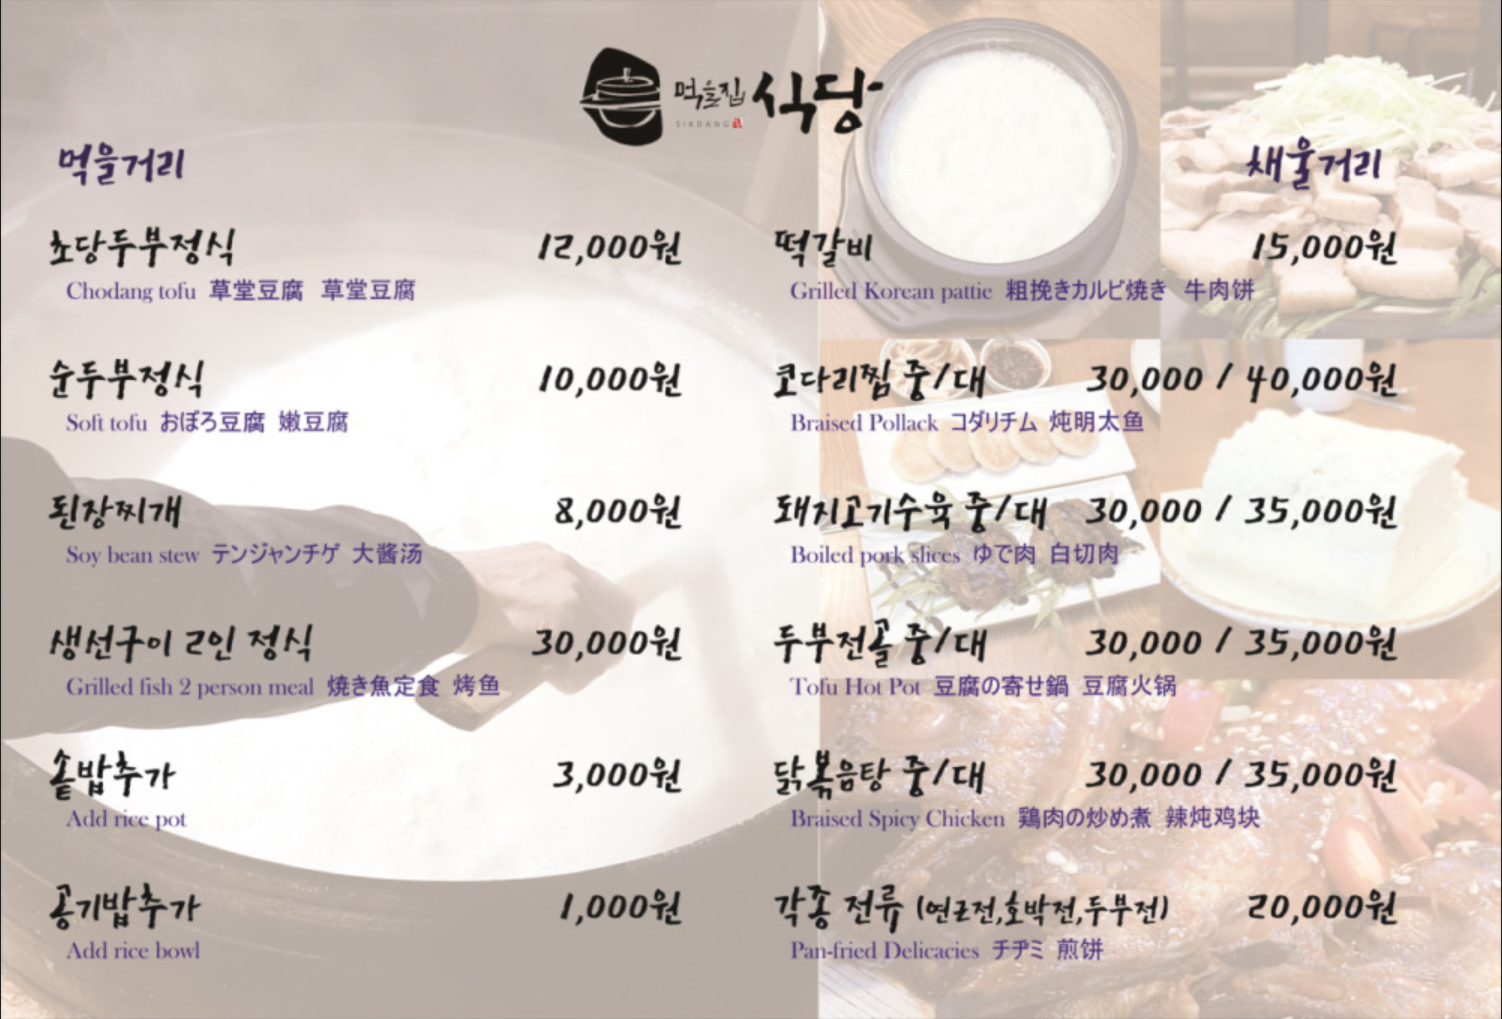 먹을집 식당
SIKDANG
먹을거리
초당두부정식 12,000원
Chodang tofu 草堂豆腐 草堂豆腐
순두부정식 10,000원
Soft tofu おぼろ豆腐 嫩豆腐
된장찌개 8,000원
Soy bean stew テンジャンチゲ 大酱汤
생선구이 2인 정식 30,000원
Grilled fish 2 person meal 焼き魚定食 烤鱼
솥밥추가 3,000원
Add rice pot
공기밥추가 1,000원
Add rice bowl
채울거리
떡갈비 15,000원
Grilled Korean pattie 粗挽きカルビ焼き 牛肉饼
코다리찜 중/대 30,000 / 40,000원
Braised Pollack コダリチム 炖明太鱼
돼지고기수육 중/대 30,000 / 35,000원
Boiled pork slices ゆで肉 白切肉
두부전골 중/대 30,000 / 35,000원
Tofu Hot Pot 豆腐の寄せ鍋 豆腐火锅
닭볶음탕 중/대 30,000 / 35,000원
Braised Spicy Chicken 鶏肉の炒め煮 辣炖鸡块
각종 전류 (연근전,호박전,두부전) 20,000원
Pan-fried Delicacies チヂミ 煎饼